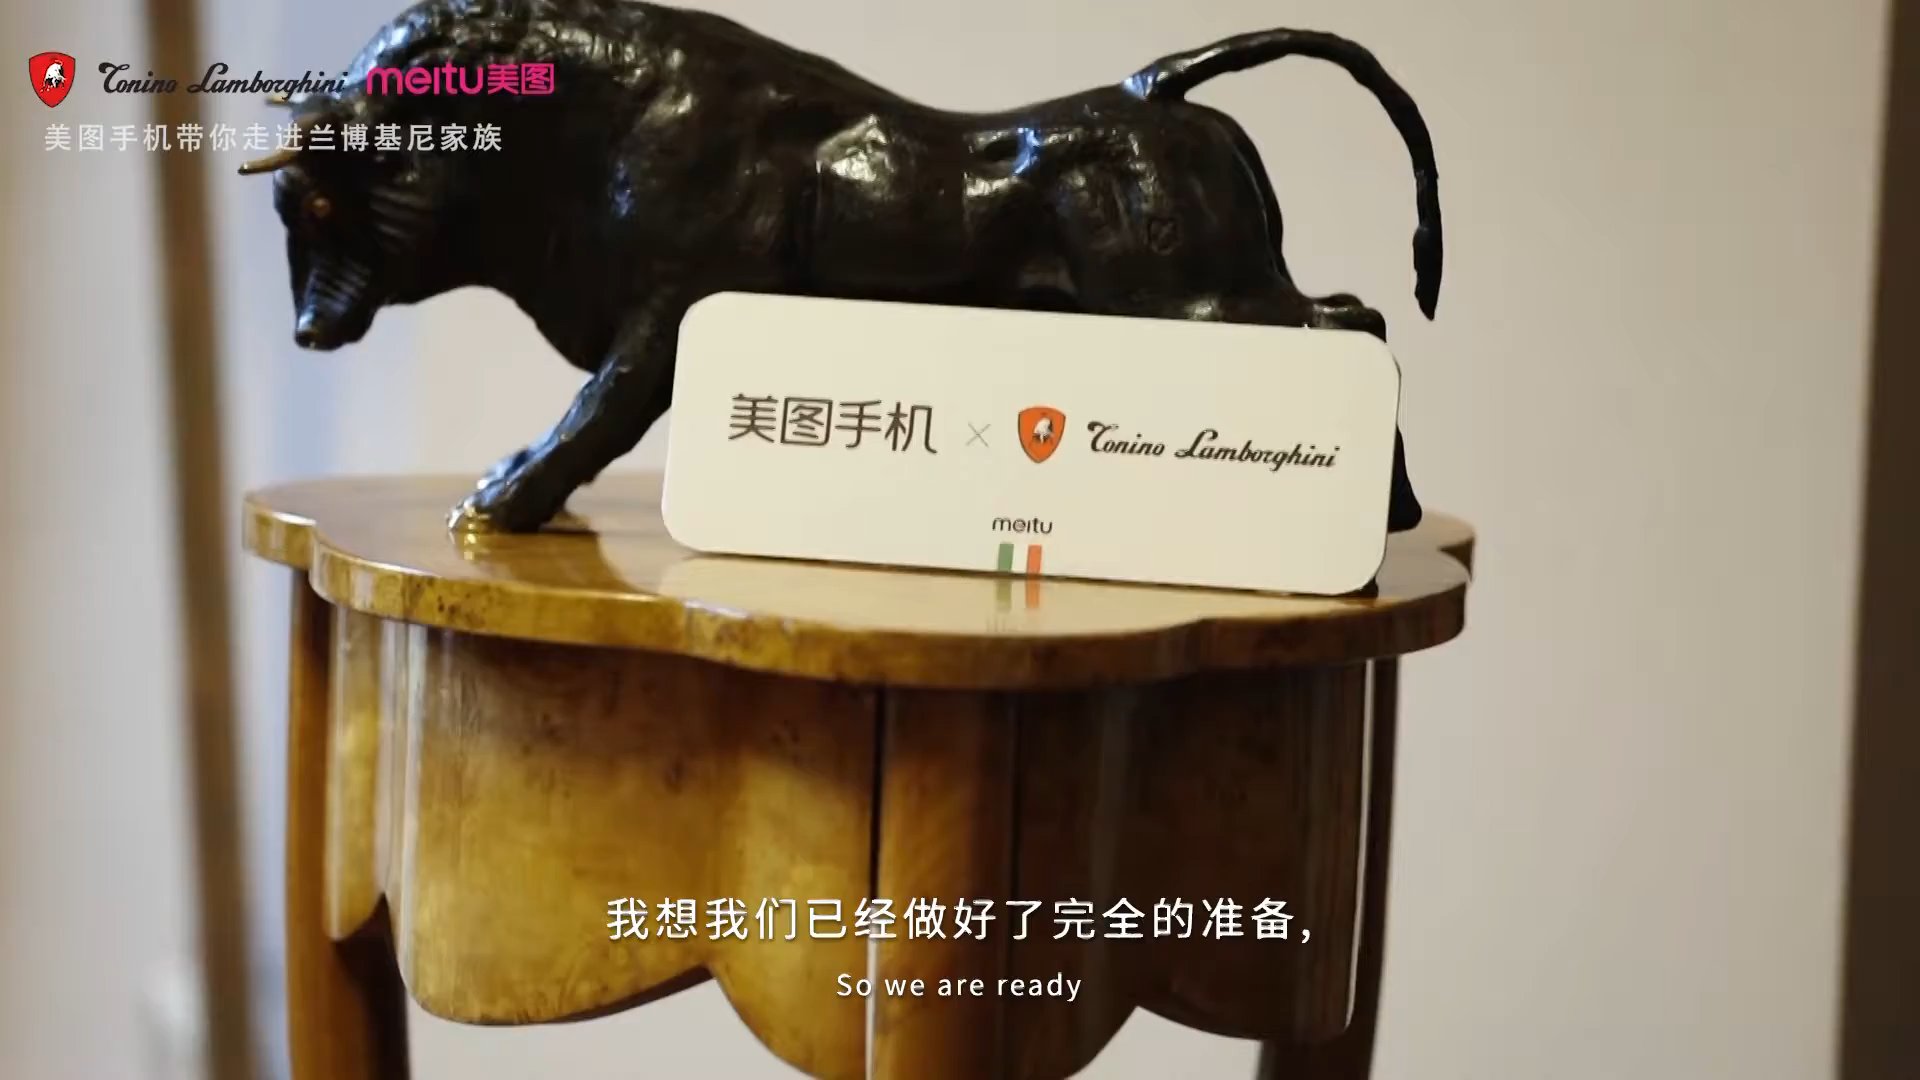 Tonino Lamborghini meitu美图
美图手机带你走进兰博基尼家族
美图手机 × Tonino Lamborghini
meitu
我想我们已经做好了完全的准备,
So we are ready